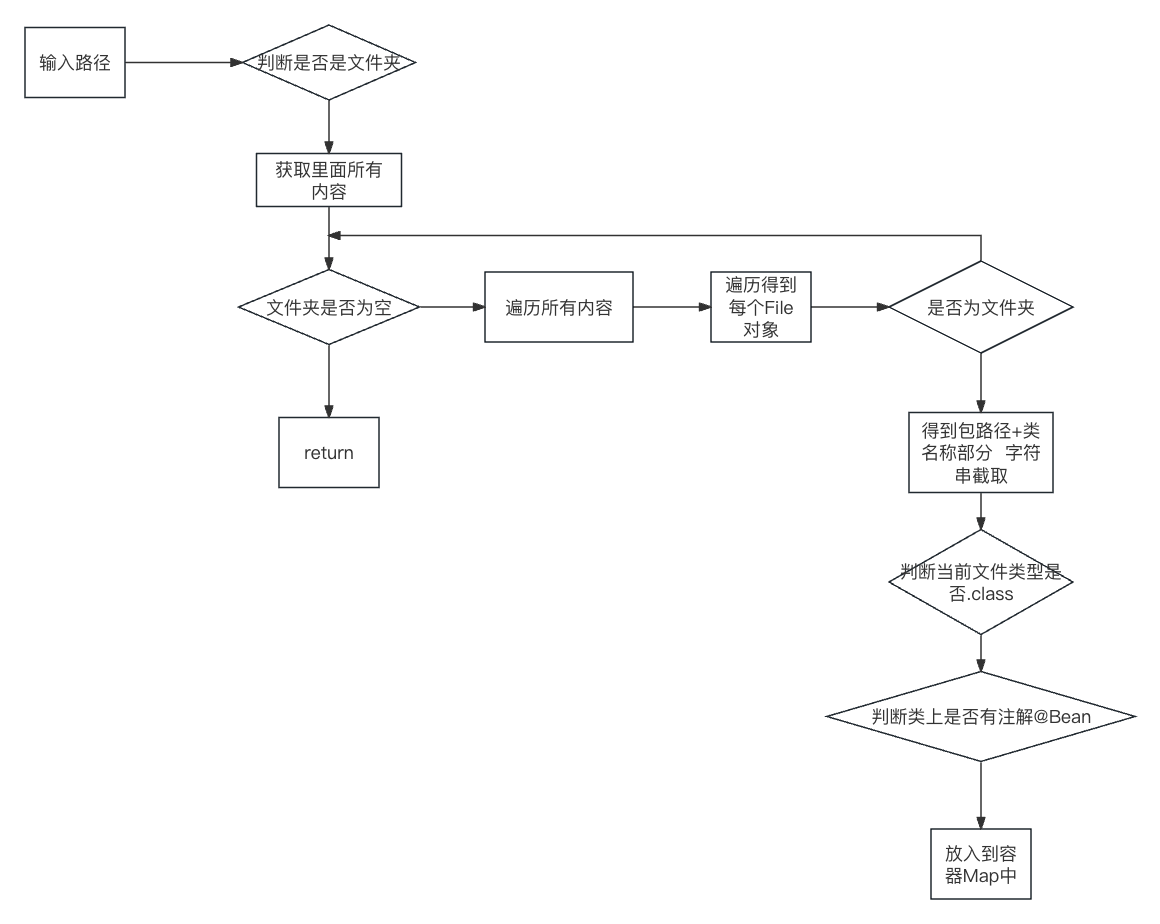 输入路径
判断是否是文件夹
获取里面所有
内容
文件夹是否为空
遍历所有内容
遍历得到
每个File
对象
是否为文件夹
return
得到包路径+类
名称部分 字符
串截取
判断当前文件类型是
否.class
判断类上是否有注解@Bean
放入到容
器Map中